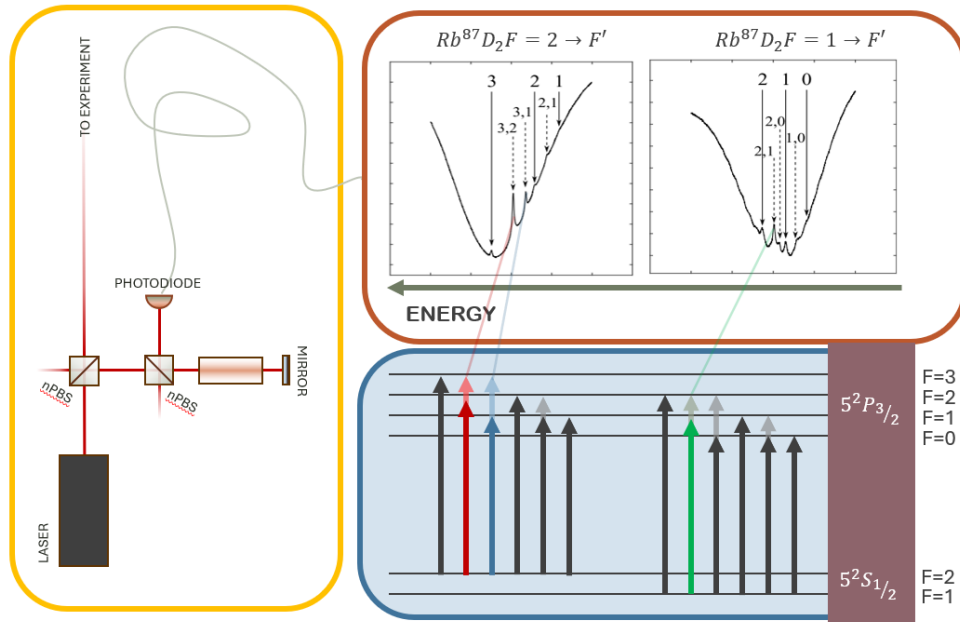 TO EXPERIMENT
PHOTODIODE
MIRROR
nPBS
nPBS
LASER
Rb⁸⁷D₂F = 2 → F′
3 2 1
2,1
3,1
3,2
Rb⁸⁷D₂F = 1 → F′
2 1 0
2,0
1,0
2,1
ENERGY
F=3
F=2
F=1
F=0
5²P₃/₂
5²S₁/₂
F=2
F=1